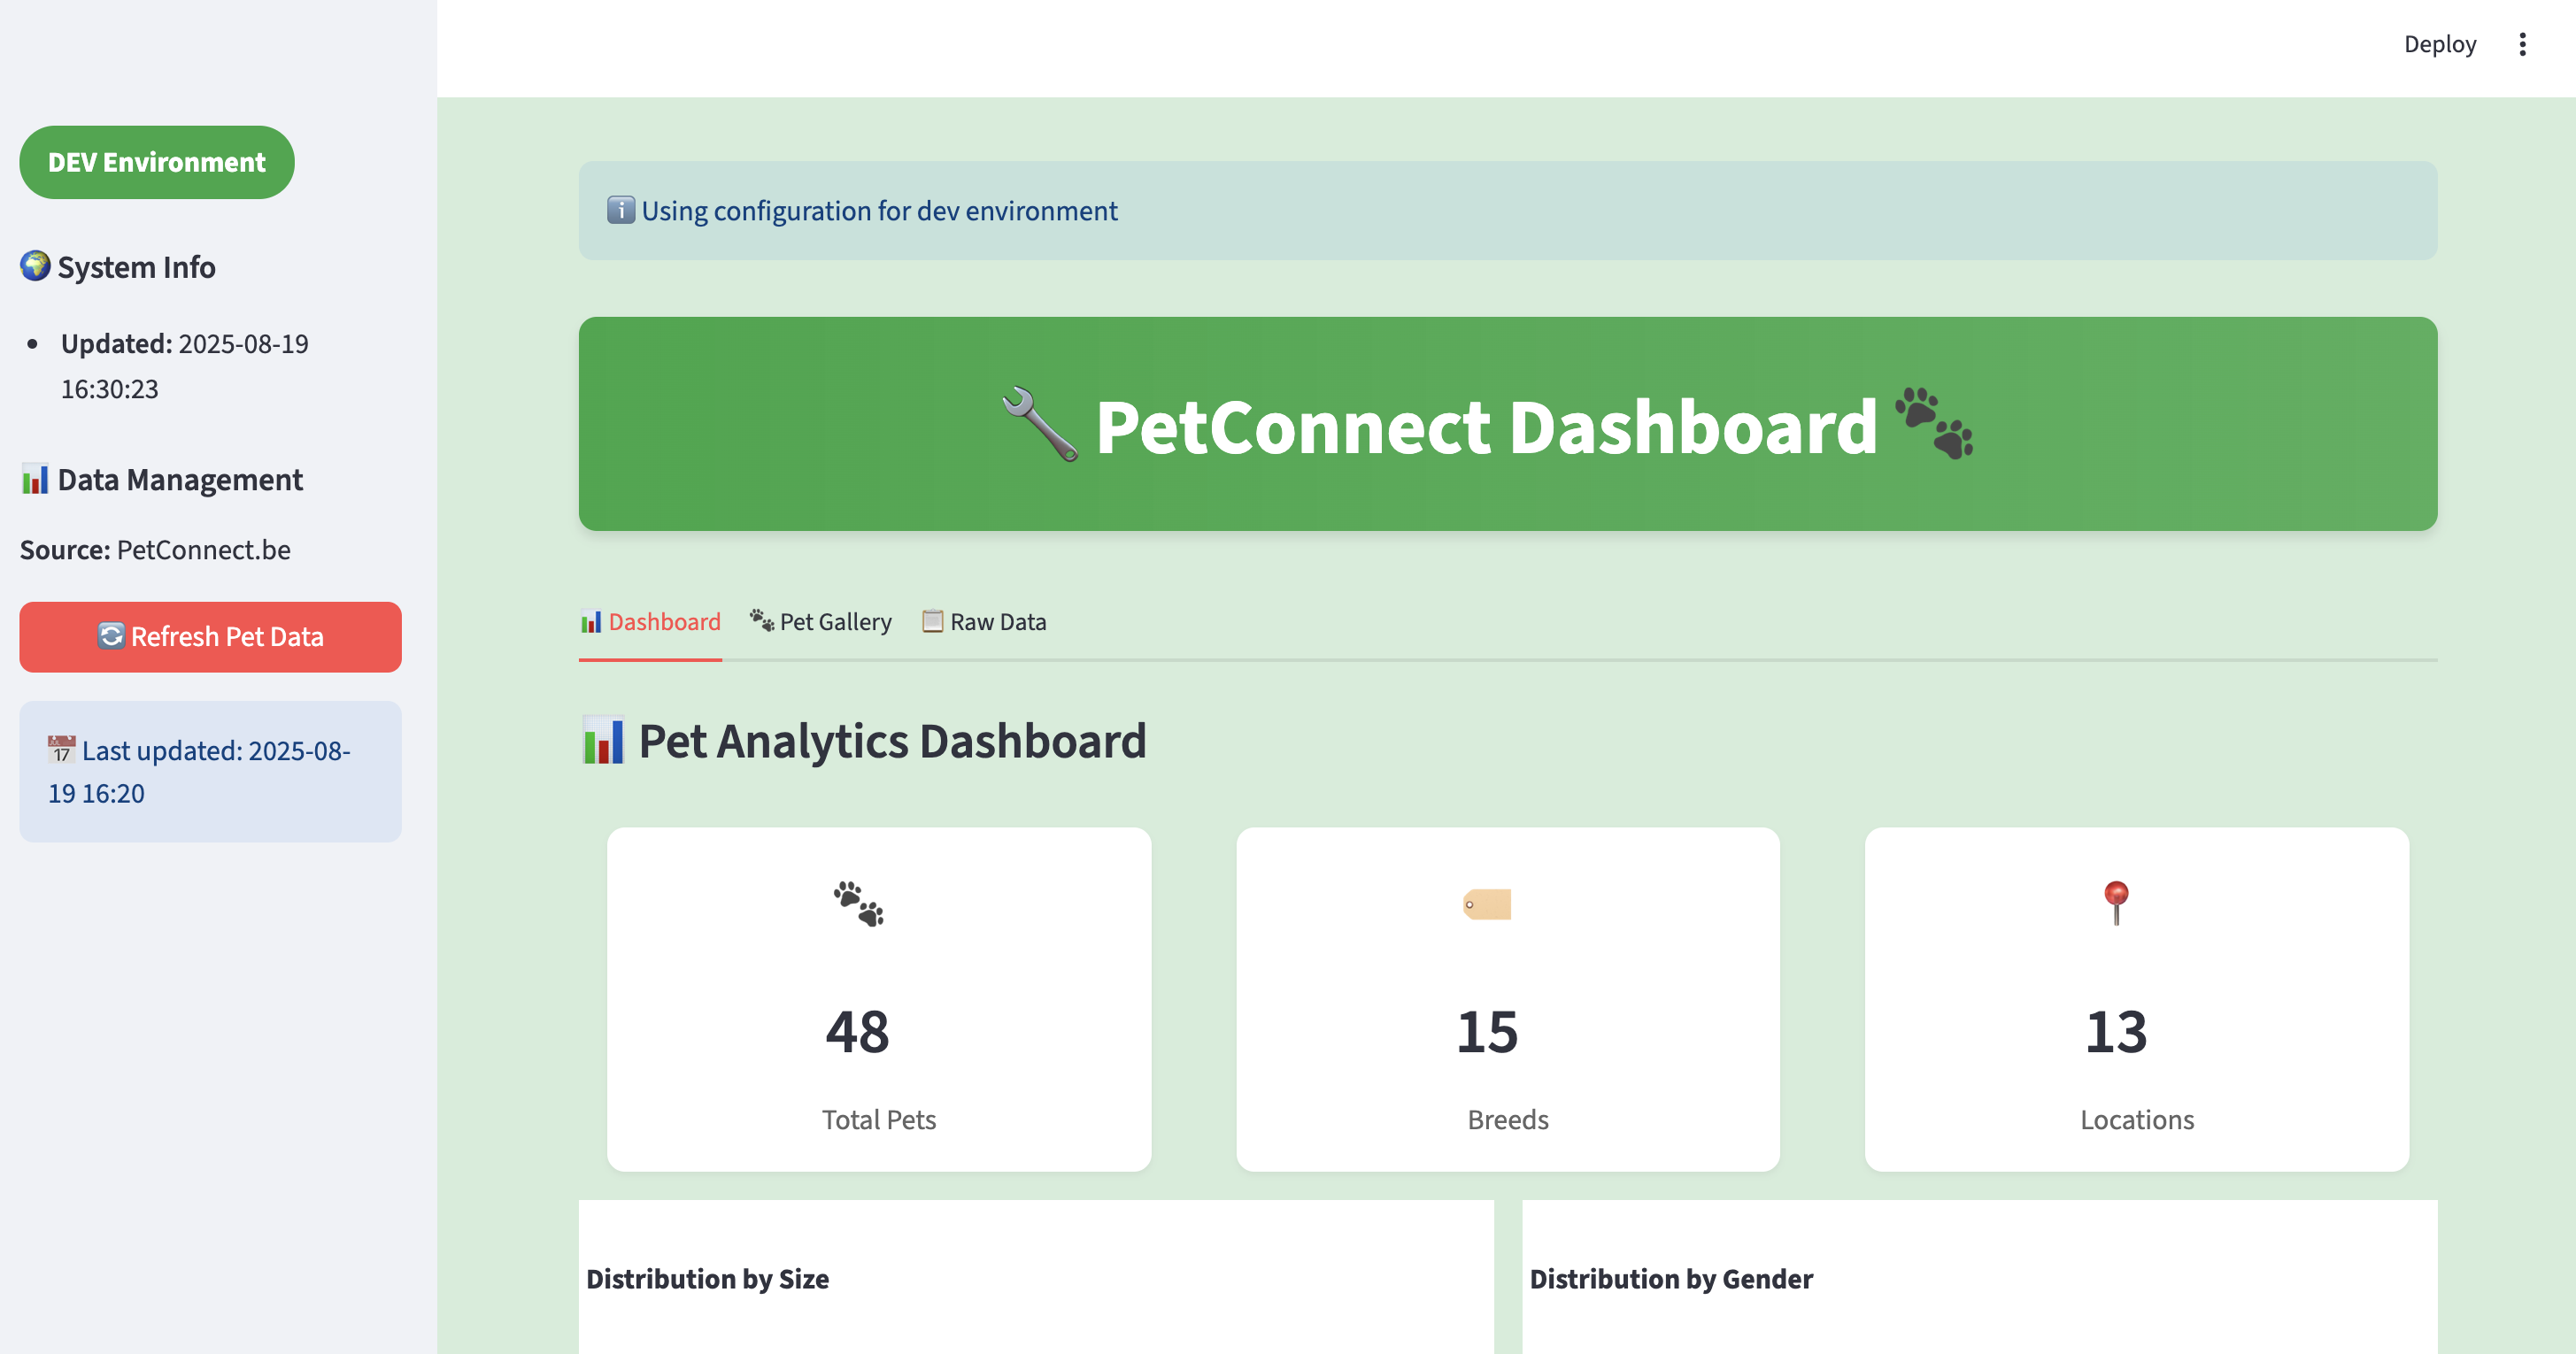 Deploy
DEV Environment
System Info
Updated: 2025-08-19
16:30:23
Data Management
Source: PetConnect.be
Refresh Pet Data
17 Last updated: 2025-08-
19 16:20
Using configuration for dev environment
PetConnect Dashboard
Dashboard Pet Gallery Raw Data
Pet Analytics Dashboard
48
Total Pets
15
Breeds
13
Locations
Distribution by Size
Distribution by Gender